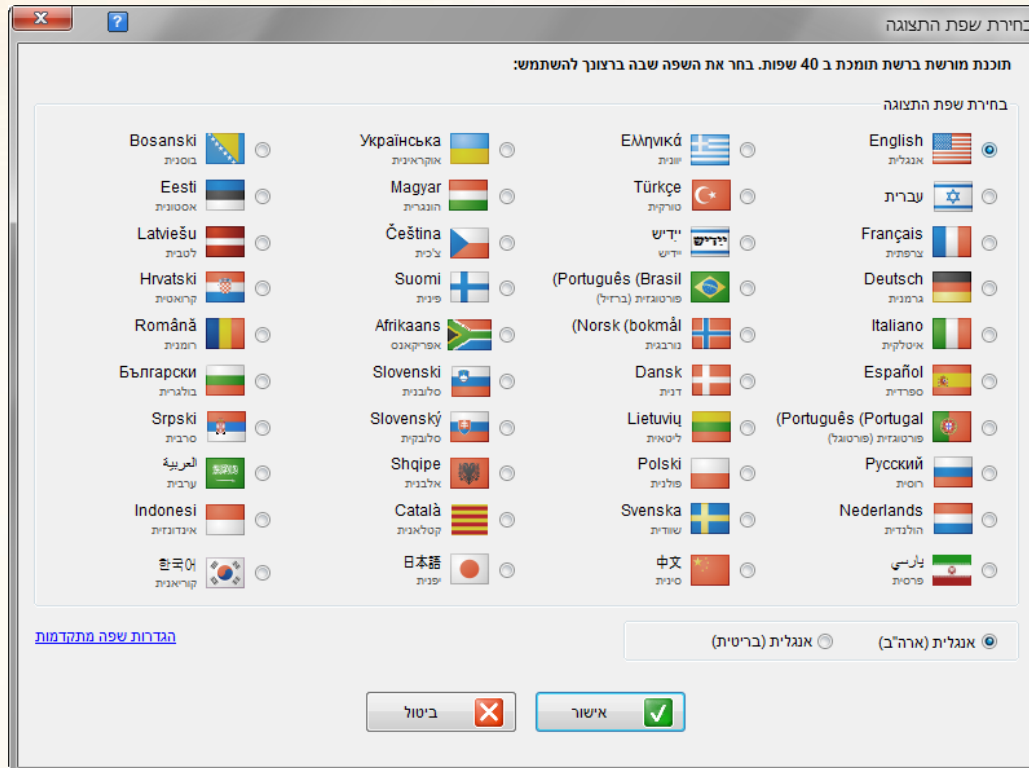 בחירת שפת התצוגה
תוכנת מורשת ברשת תומכת ב 40 שפות. בחר את השפה שבה ברצונך להשתמש:
בחירת שפת התצוגה
English
אנגלית
Ελληνικά
יוונית
Українська
אוקראינית
Bosanski
בוסנית
עברית
Türkçe
טורקית
Magyar
הונגרית
Eesti
אסטונית
Français
צרפתית
ייִדיש
יידיש
ייִדיש
Čeština
צ'כית
Latviešu
לטבית
Deutsch
גרמנית
(Português (Brasil
פורטוגזית (ברזיל)
Suomi
פינית
Hrvatski
קרואטית
Italiano
איטלקית
(Norsk (bokmål
נורבגית
Afrikaans
אפריקאנס
Română
רומנית
Español
ספרדית
Dansk
דנית
Slovenski
סלובנית
Български
בולגרית
(Português (Portugal
פורטוגזית (פורטוגל)
Lietuvių
ליטאית
Slovenský
סלובקית
Srpski
סרבית
Русский
רוסית
Polski
פולנית
Shqipe
אלבנית
العربية
ערבית
Nederlands
הולנדית
Svenska
שוודית
Català
קטלאנית
Indonesi
אינדונזית
پارسي
פרסית
中文
סינית
日本語
יפנית
한국어
קוריאנית
אנגלית (ארה"ב)
אנגלית (בריטית)
הגדרות שפה מתקדמות
אישור
ביטול